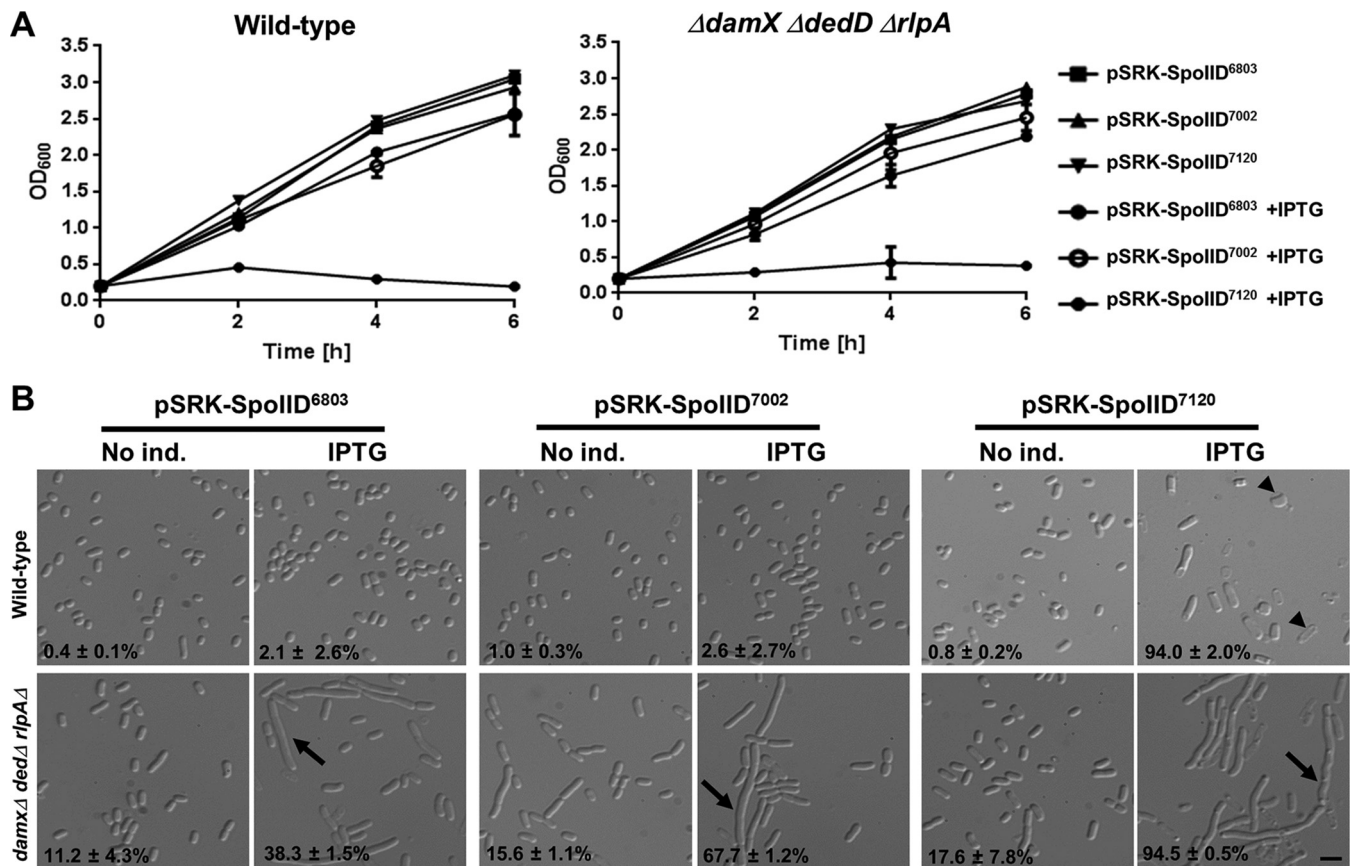 A
Wild-type
OD600
3.5
3.0
2.5
2.0
1.5
1.0
0.5
0.0
0 2 4 6
Time [h]
ΔdamX ΔdedD ΔrlpA
OD600
3.5
3.0
2.5
2.0
1.5
1.0
0.5
0.0
0 2 4 6
Time [h]
pSRK-SpoIID6803
pSRK-SpoIID7002
pSRK-SpoIID7120
pSRK-SpoIID6803 +IPTG
pSRK-SpoIID7002 +IPTG
pSRK-SpoIID7120 +IPTG
B
pSRK-SpoIID6803 pSRK-SpoIID7002 pSRK-SpoIID7120
No ind. IPTG No ind. IPTG No ind. IPTG
Wild-type
0.4 ± 0.1% 2.1 ± 2.6% 1.0 ± 0.3% 2.6 ± 2.7% 0.8 ± 0.2% 94.0 ± 2.0%
damxΔ dedΔ rlpAΔ
11.2 ± 4.3% 38.3 ± 1.5% 15.6 ± 1.1% 67.7 ± 1.2% 17.6 ± 7.8% 94.5 ± 0.5%